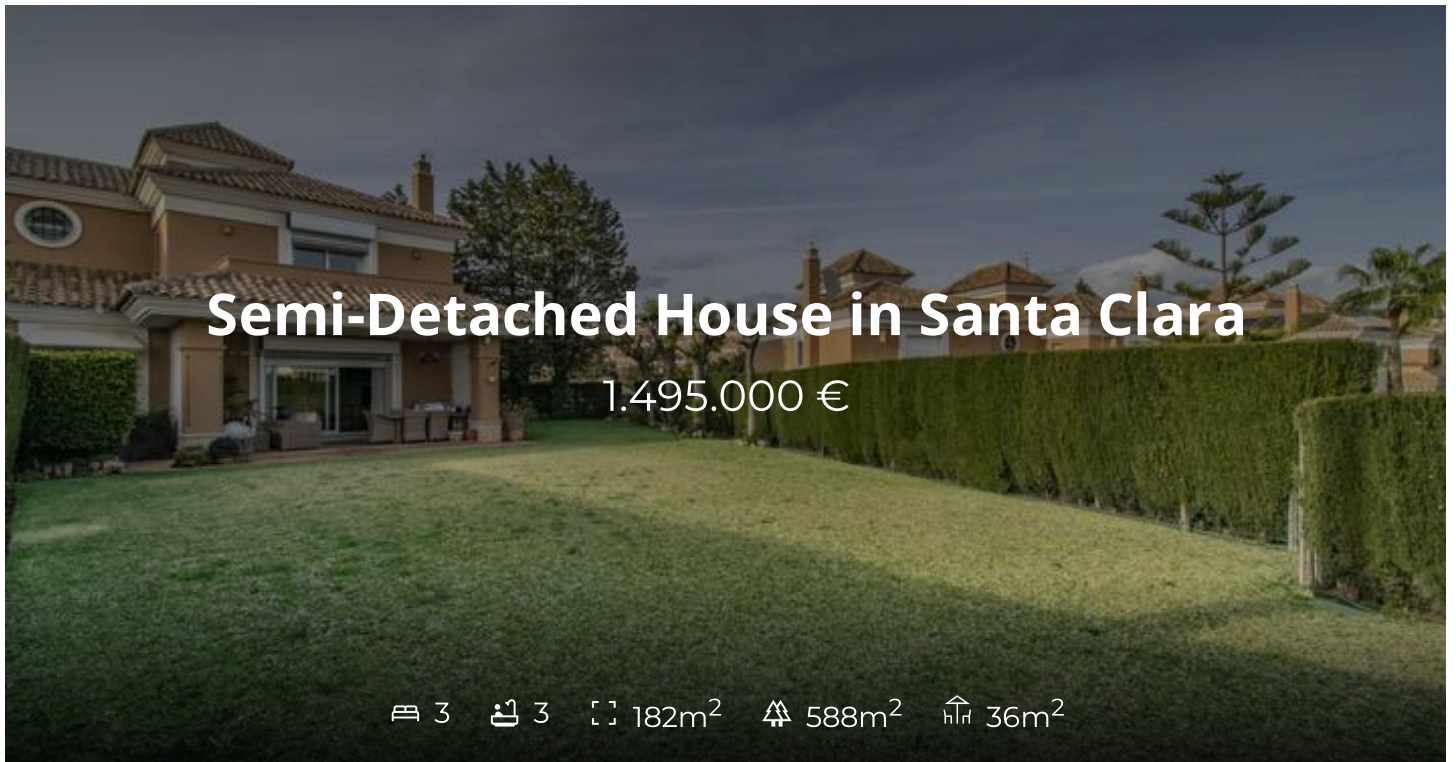 Semi-Detached House in Santa Clara
1.495.000 €
3 3 182m² 588m² 36m²